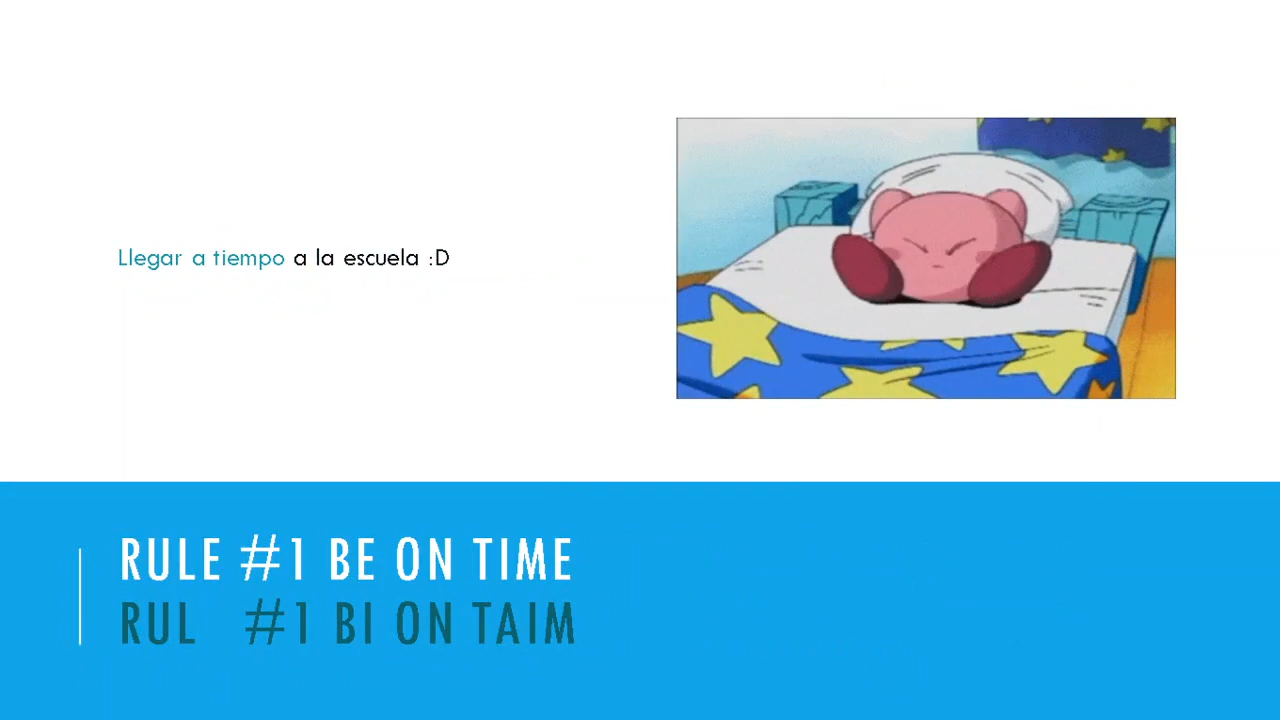 Llegar a tiempo a la escuela :D
RULE #1 BE ON TIME
RUL #1 BI ON TAIM